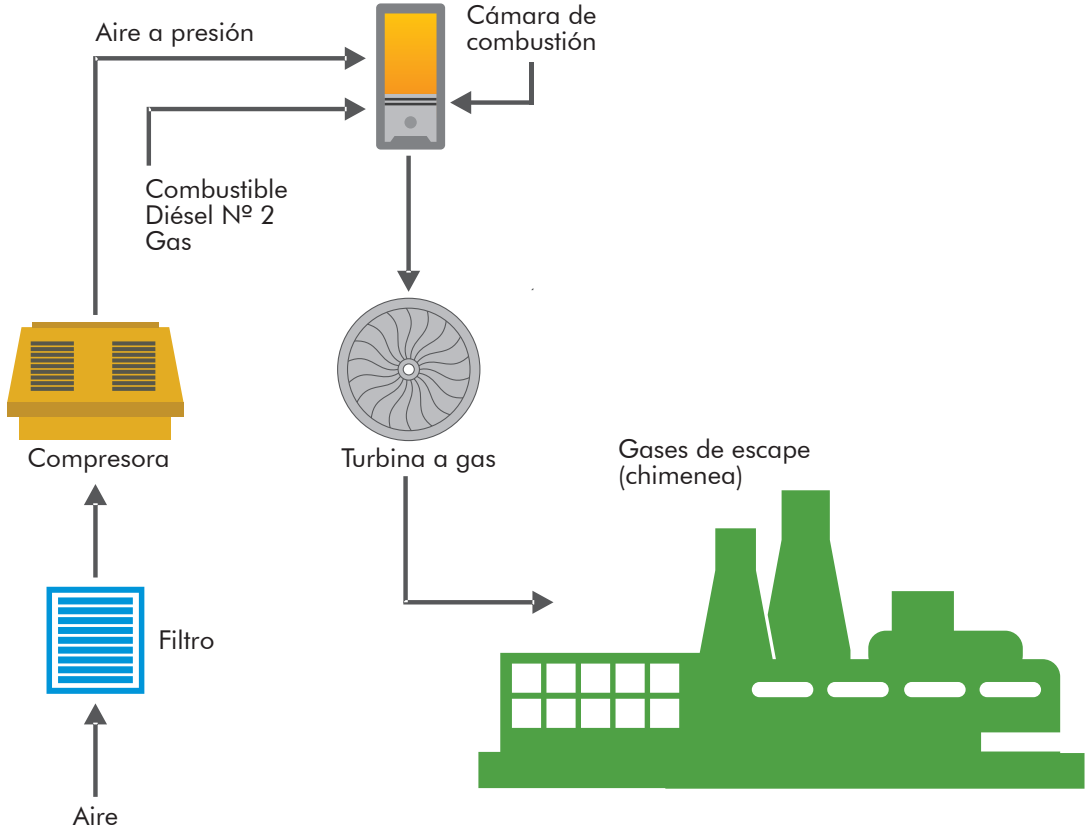 Aire a presión
Cámara de
combustión
Combustible
Diésel Nº 2
Gas
Compresora
Turbina a gas
Gases de escape
(chimenea)
Filtro
Aire